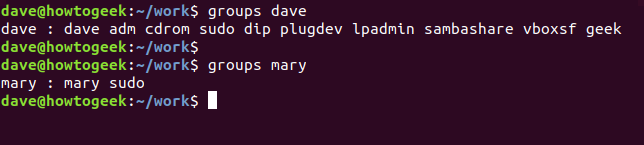 dave@howtogeek:~/work$ groups dave
dave : dave adm cdrom sudo dip plugdev lpadmin sambashare vboxsf geek
dave@howtogeek:~/work$
dave@howtogeek:~/work$ groups mary
mary : mary sudo
dave@howtogeek:~/work$